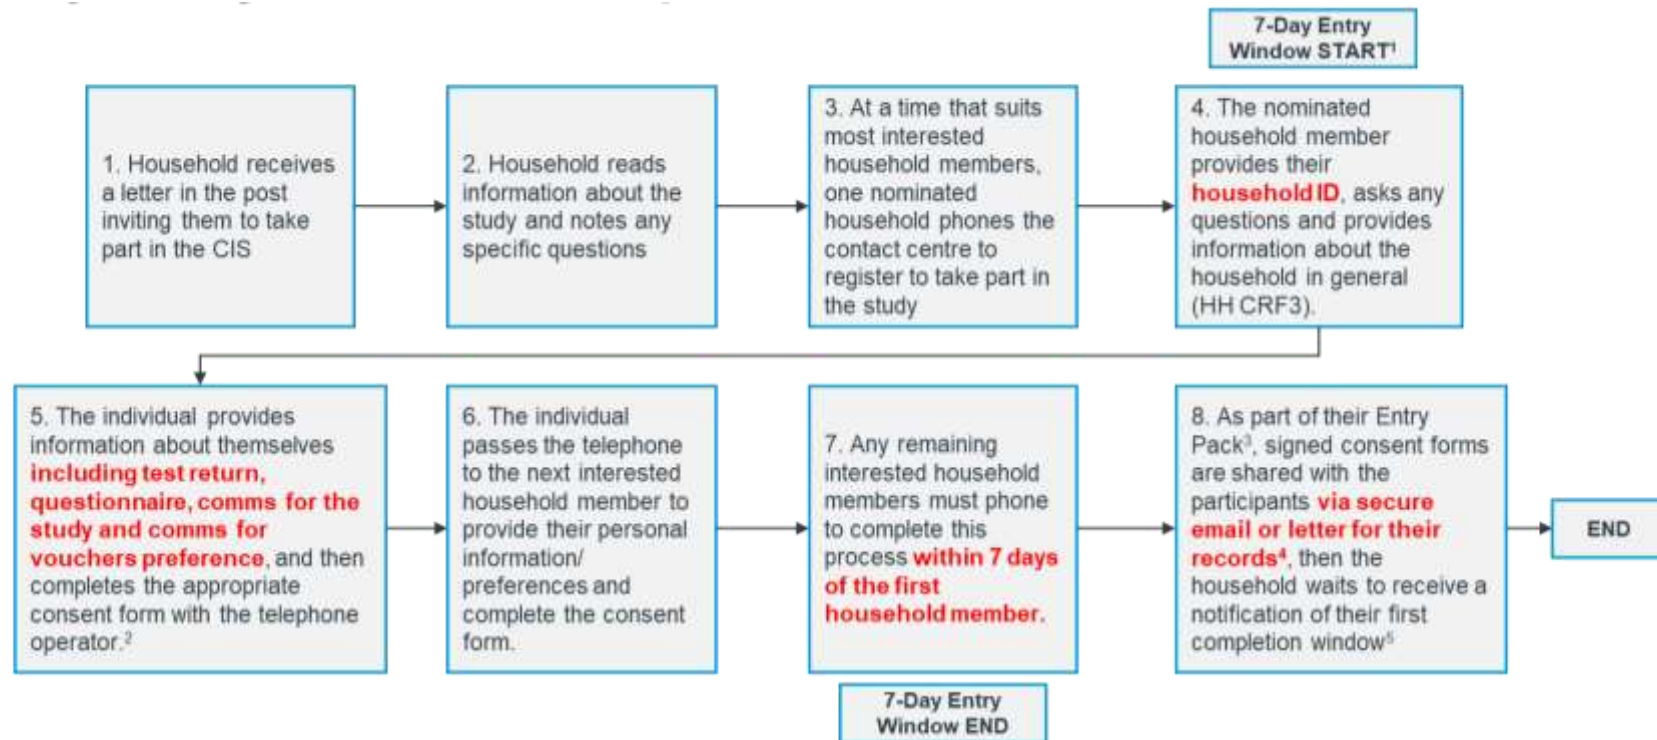 7-Day Entry
Window START¹
1. Household receives
a letter in the post
inviting them to take
part in the CIS
2. Household reads
information about the
study and notes any
specific questions
3. At a time that suits
most interested
household members,
one nominated
household phones the
contact centre to
register to take part in
the study
4. The nominated
household member
provides their
household ID, asks any
questions and provides
information about the
household in general
(HH CRF3).
5. The individual provides
information about themselves
including test return,
questionnaire, comms for the
study and comms for
vouchers preference, and then
completes the appropriate
consent form with the telephone
operator.²
6. The individual
passes the telephone
to the next interested
household member to
provide their personal
information/
preferences and
complete the consent
form.
7. Any remaining
interested household
members must phone
to complete this
process within 7 days
of the first
household member.
8. As part of their Entry
Pack³, signed consent forms
are shared with the
participants via secure
email or letter for their
records⁴, then the
household waits to receive a
notification of their first
completion window⁵
END
7-Day Entry
Window END